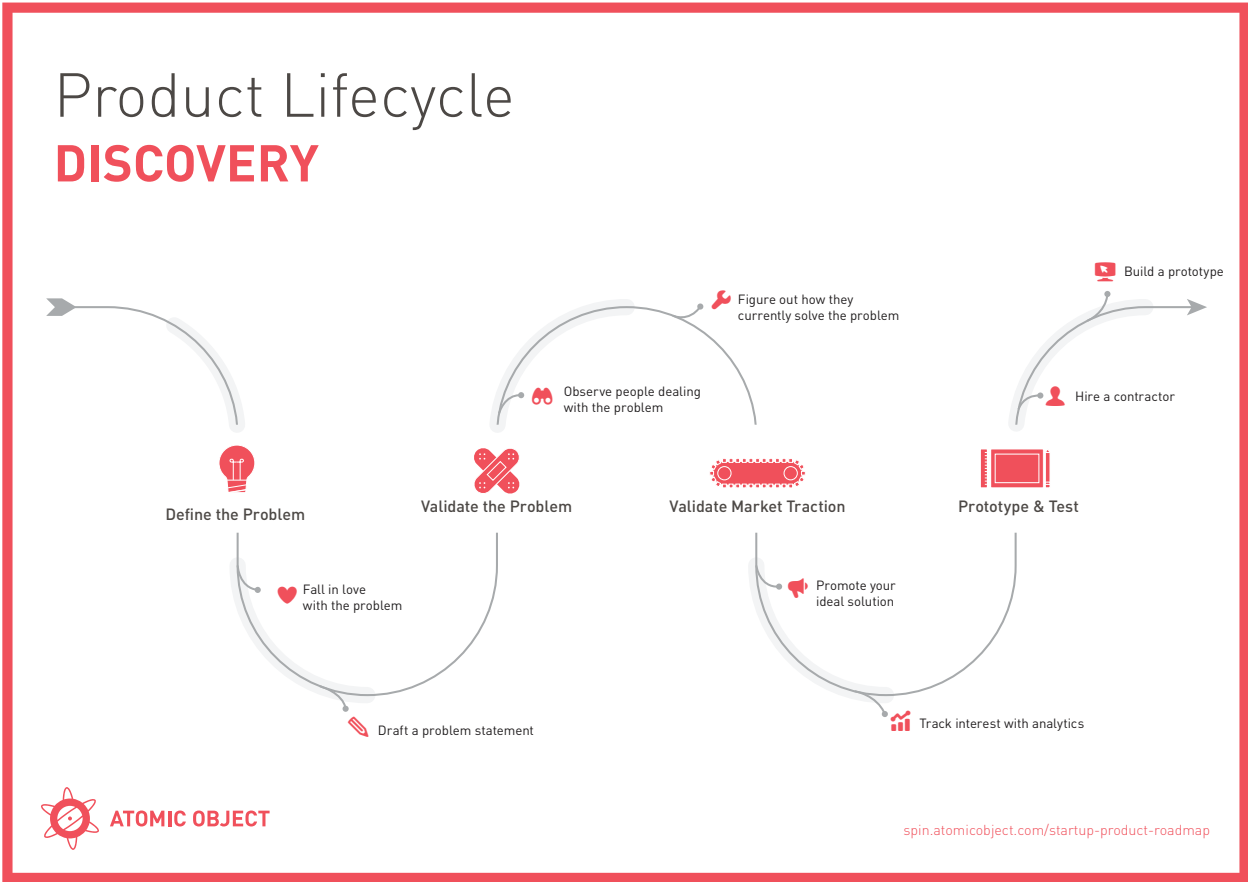 Product Lifecycle
DISCOVERY
Define the Problem
Fall in love
with the problem
Draft a problem statement
Validate the Problem
Observe people dealing
with the problem
Figure out how they
currently solve the problem
Validate Market Traction
Promote your
ideal solution
Track interest with analytics
Prototype & Test
Hire a contractor
Build a prototype
ATOMIC OBJECT
spin.atomicobject.com/startup-product-roadmap